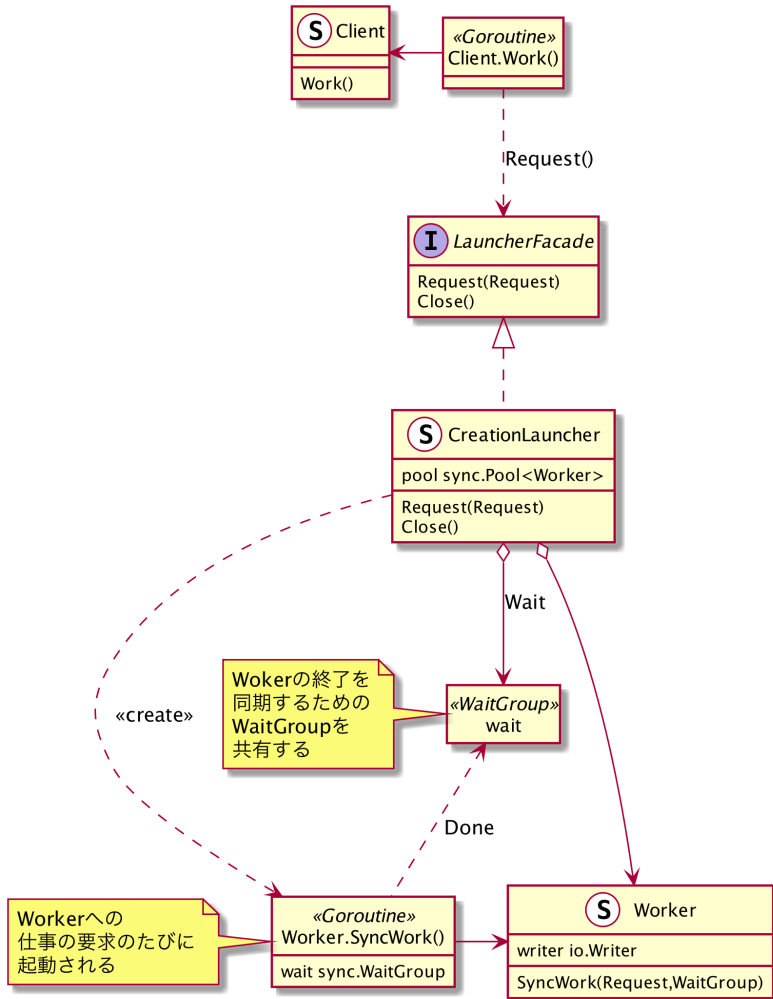 S Client
Work()
«Goroutine»
Client.Work()
Request()
I LauncherFacade
Request(Request)
Close()
S CreationLauncher
pool sync.Pool<Worker>
Request(Request)
Close()
Wait
Wokerの終了を
同期するための
WaitGroupを
共有する
«WaitGroup»
wait
«create»
Done
Workerへの
仕事の要求のたびに
起動される
«Goroutine»
Worker.SyncWork()
wait sync.WaitGroup
S Worker
writer io.Writer
SyncWork(Request,WaitGroup)